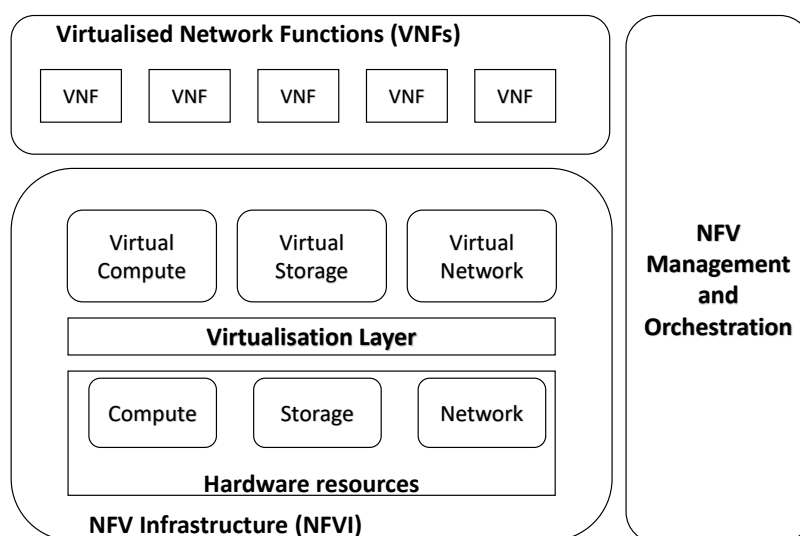 Virtualised Network Functions (VNFs)
VNF VNF VNF VNF VNF
Virtual
Compute
Virtual
Storage
Virtual
Network
Virtualisation Layer
Compute Storage Network
Hardware resources
NFV Infrastructure (NFVI)
NFV
Management
and
Orchestration